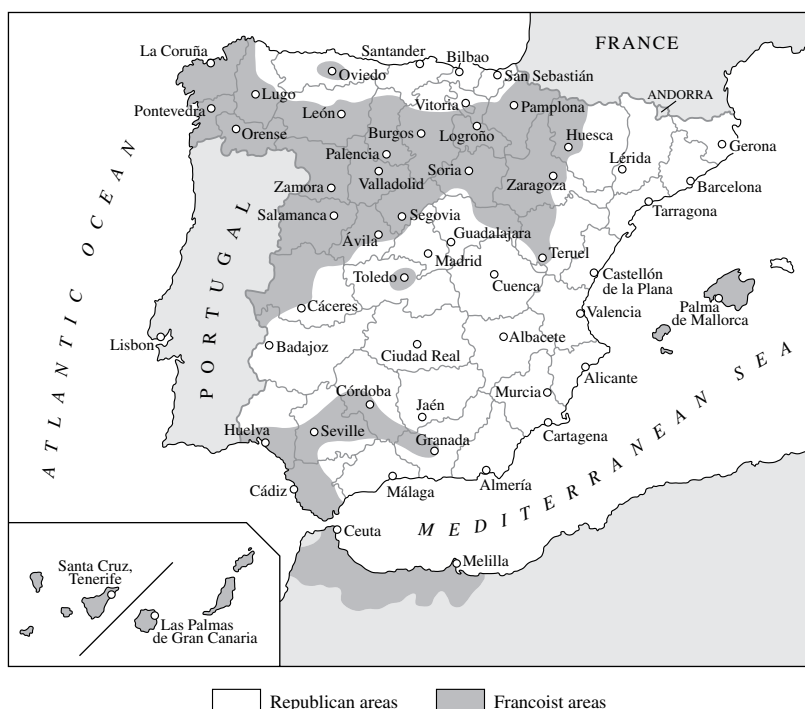 FRANCE
ANDORRA
La Coruña
Santander
Bilbao
Oviedo
San Sebastián
Lugo
Vitoria
Pamplona
Pontevedra
León
Burgos
Logroño
Huesca
Orense
Palencia
Gerona
Lérida
Valladolid
Soria
Zaragoza
Zamora
Barcelona
Salamanca
Segovia
Tarragona
Ávila
Guadalajara
Madrid
Teruel
Toledo
Cuenca
Castellón
de la Plana
Cáceres
Valencia
Palma
de Mallorca
Lisbon
Badajoz
Ciudad Real
Albacete
Alicante
Murcia
Córdoba
Jaén
Huelva
Seville
Granada
Cartagena
Cádiz
Málaga
Almería
Ceuta
Melilla
ATLANTIC OCEAN
PORTUGAL
MEDITERRANEAN SEA
Santa Cruz,
Tenerife
Las Palmas
de Gran Canaria
Republican areas
Francoist areas